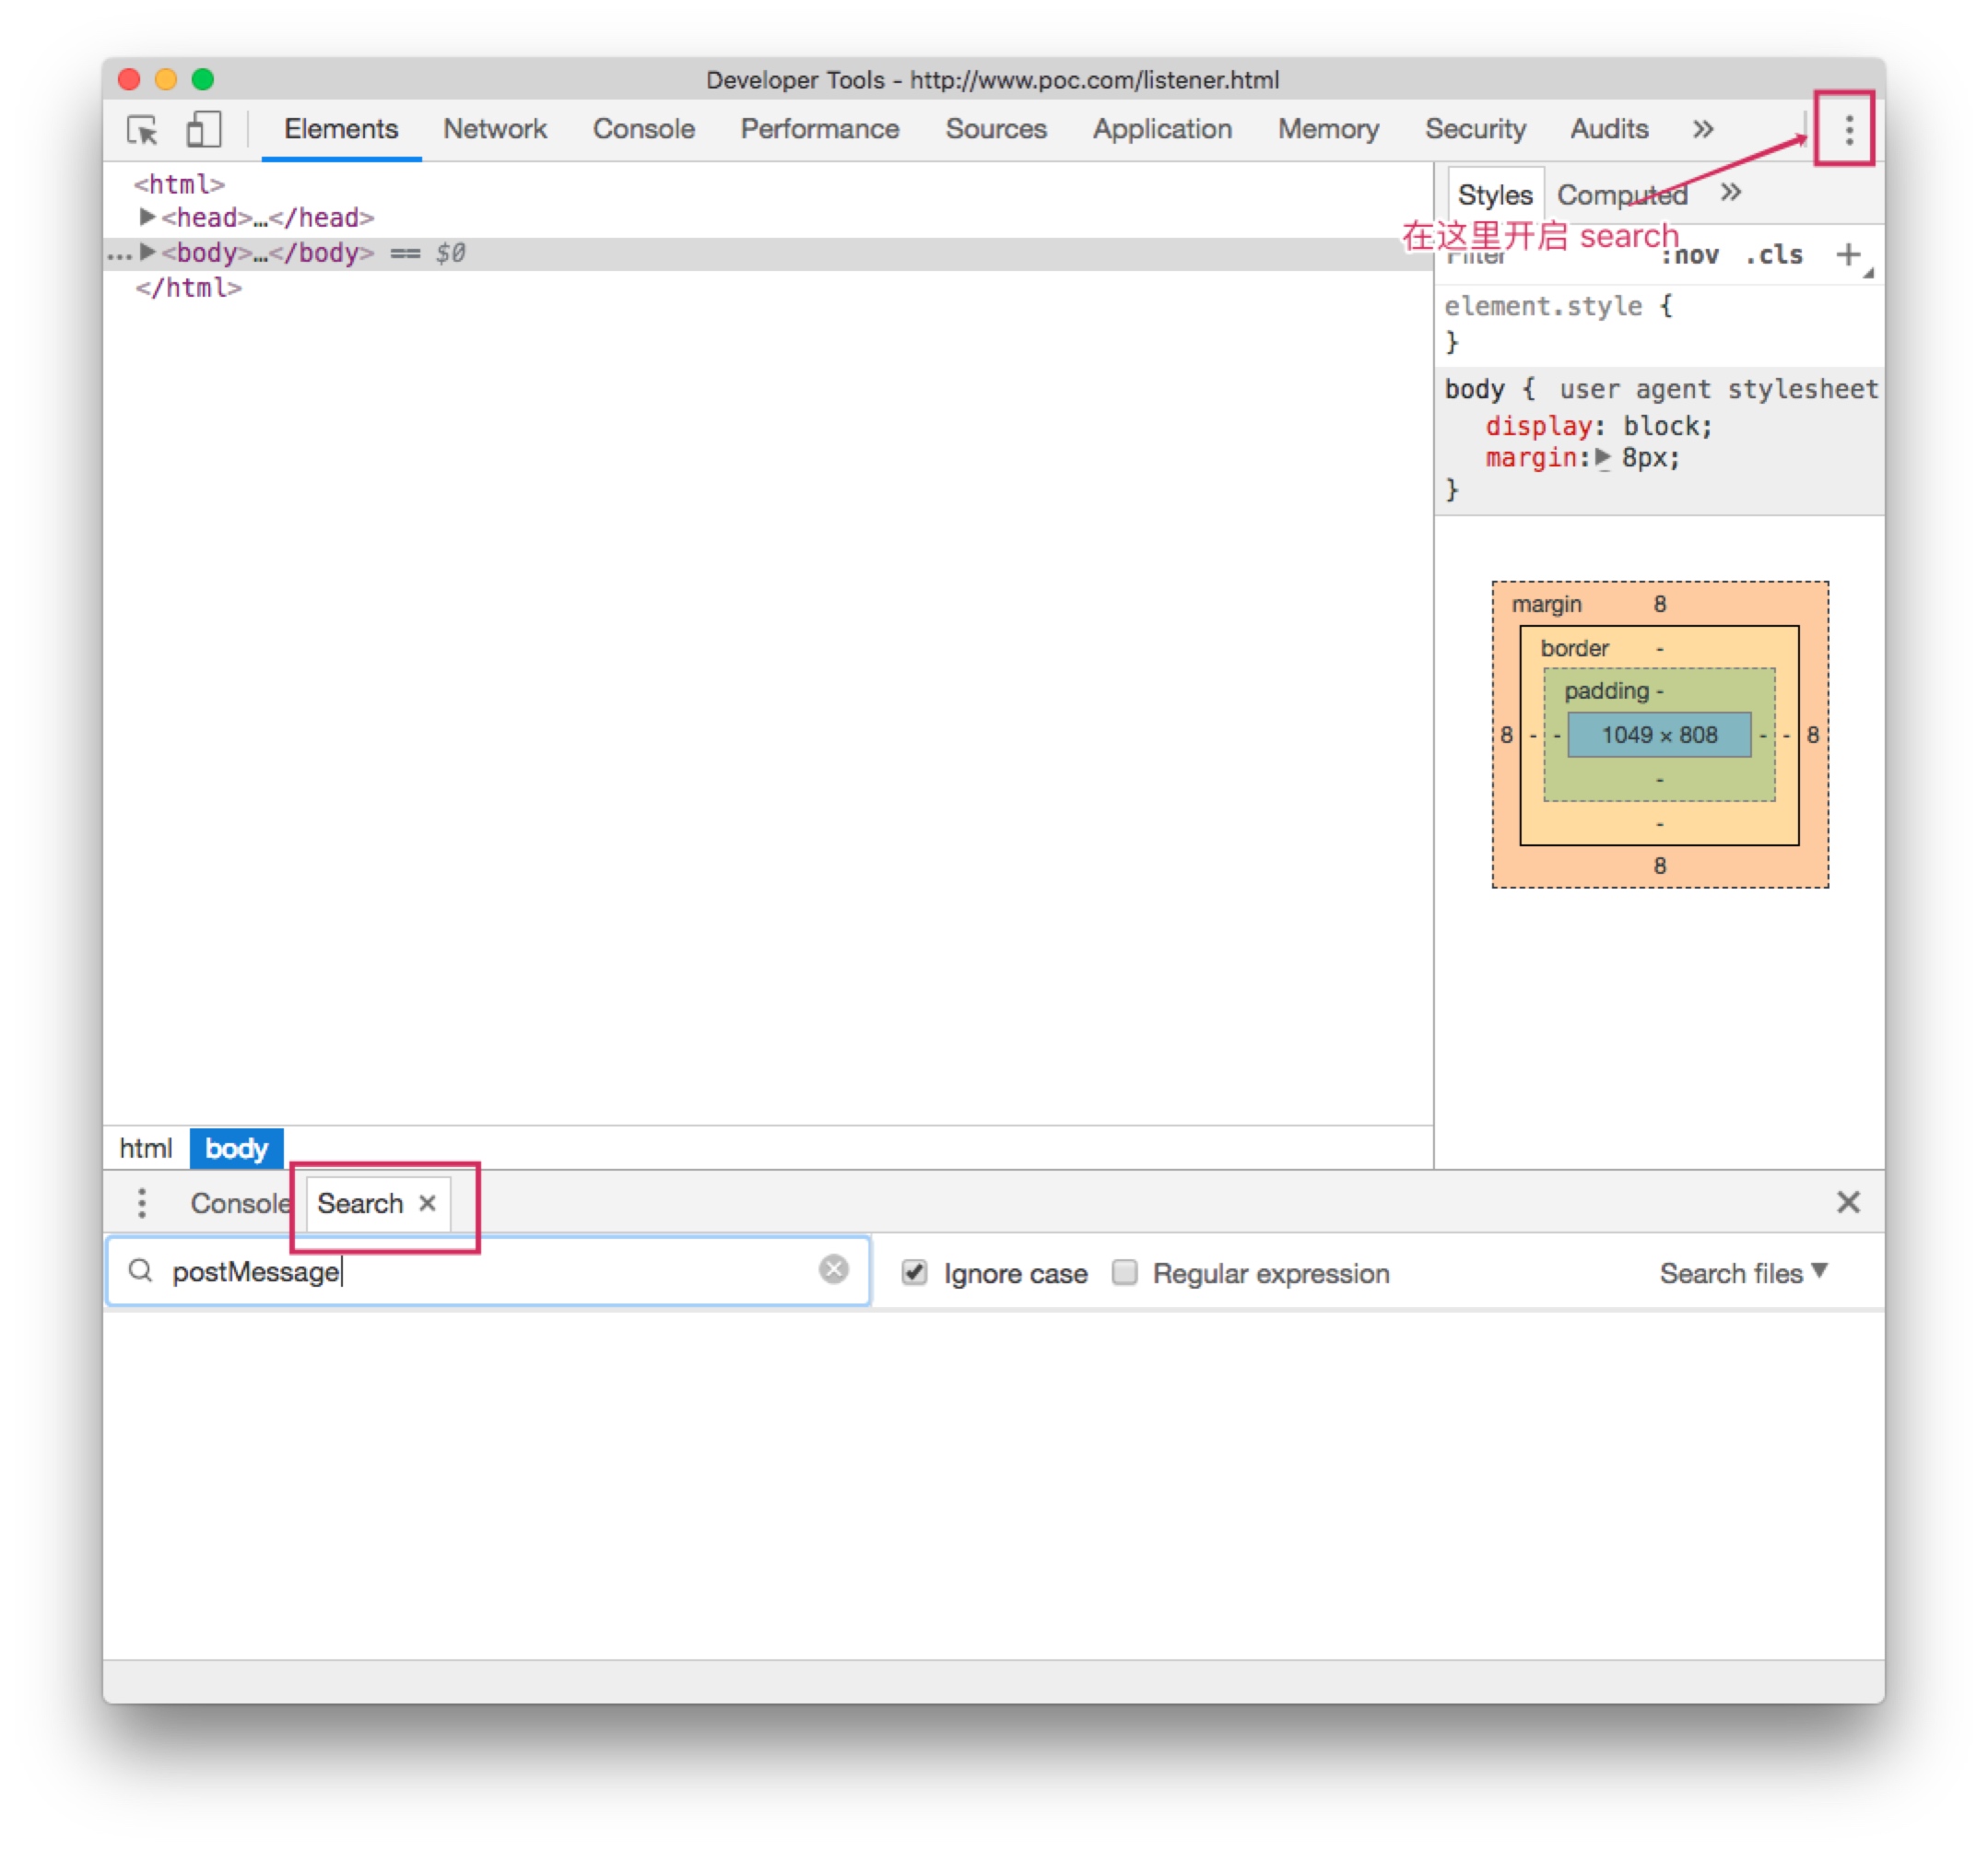 Developer Tools - http://www.poc.com/listener.html
Elements Network Console Performance Sources Application Memory Security Audits »
<html>
▶<head>…</head>
…▶<body>…</body> == $0
</html>
Styles Computed »
在这里开启 search
Filter :hov .cls +
element.style {
}
body { user agent stylesheet
display: block;
margin:▶ 8px;
}
margin 8
border -
padding -
8 - - 1049 × 808 - - 8
-
-
8
html body
Console Search ×
postMessage
Ignore case Regular expression Search files ▼